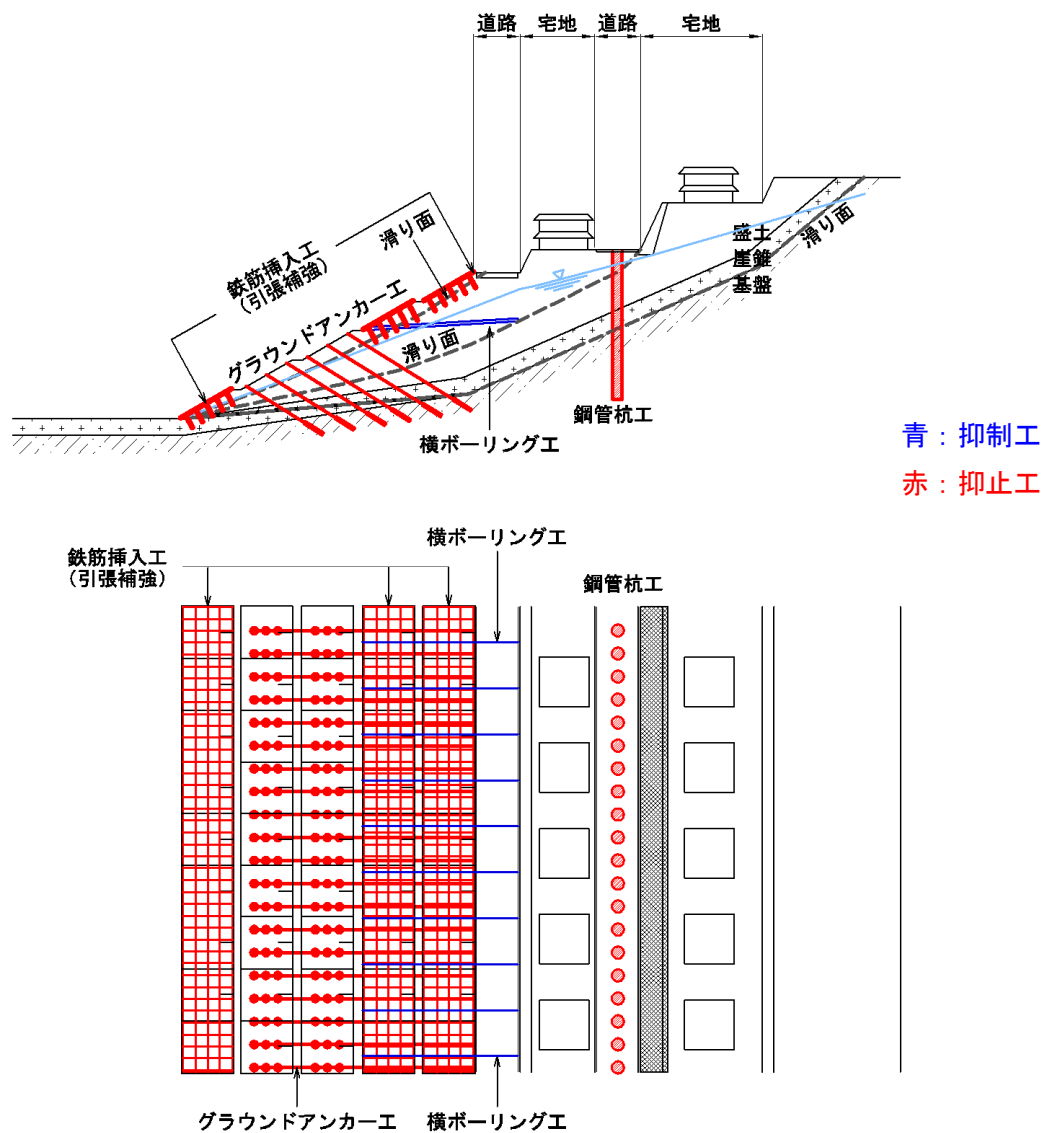 道路
宅地
道路
宅地
鉄筋挿入工
(引張補強)
滑り面
グラウンドアンカー工
滑り面
横ボーリング工
鋼管杭工
盛土
崖錐
基盤
滑り面
青：抑制工
赤：抑止工
横ボーリング工
鉄筋挿入工
(引張補強)
鋼管杭工
グラウンドアンカー工
横ボーリング工